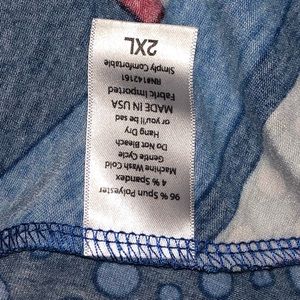 96 % Spun Polyester
4 % Spandex
Machine Wash Cold
Gentle Cycle
Do Not Bleach
Hang Dry
or you'll be sad
MADE IN USA
Fabric Imported
RN#142161
Simply Comfortable
2XL